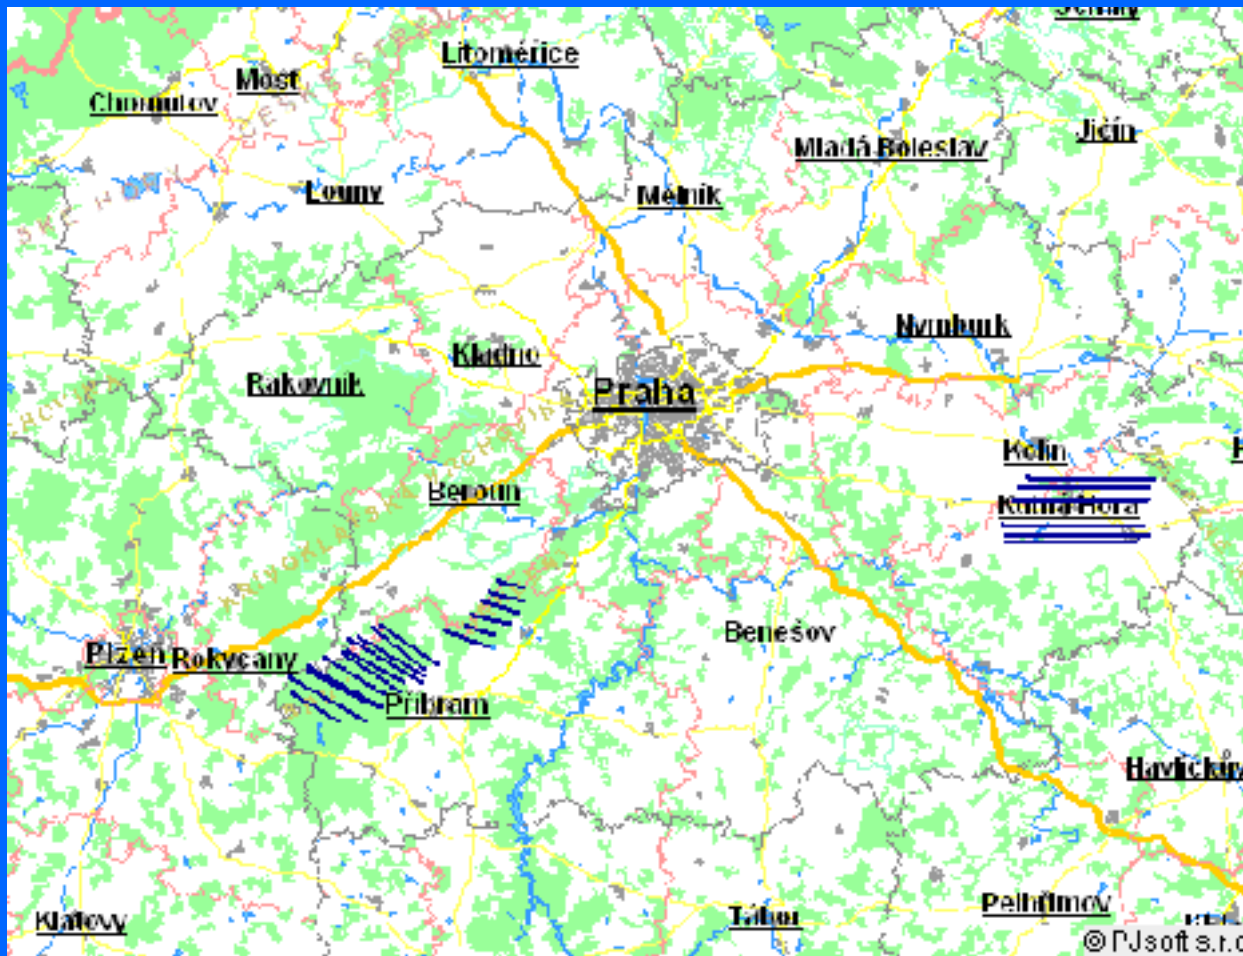 Litoměřice
Most
Chomutov
Jičín
Mladá Boleslav
Louny
Mělník
Nymburk
Kladno
Rakovník
Praha
Kolín
Beroun
Kutná Hora
Benešov
Plzeň
Rokycany
Příbram
Havlíčkův
Pelhřimov
Tábor
Klatovy
© PJsoft s.r.o